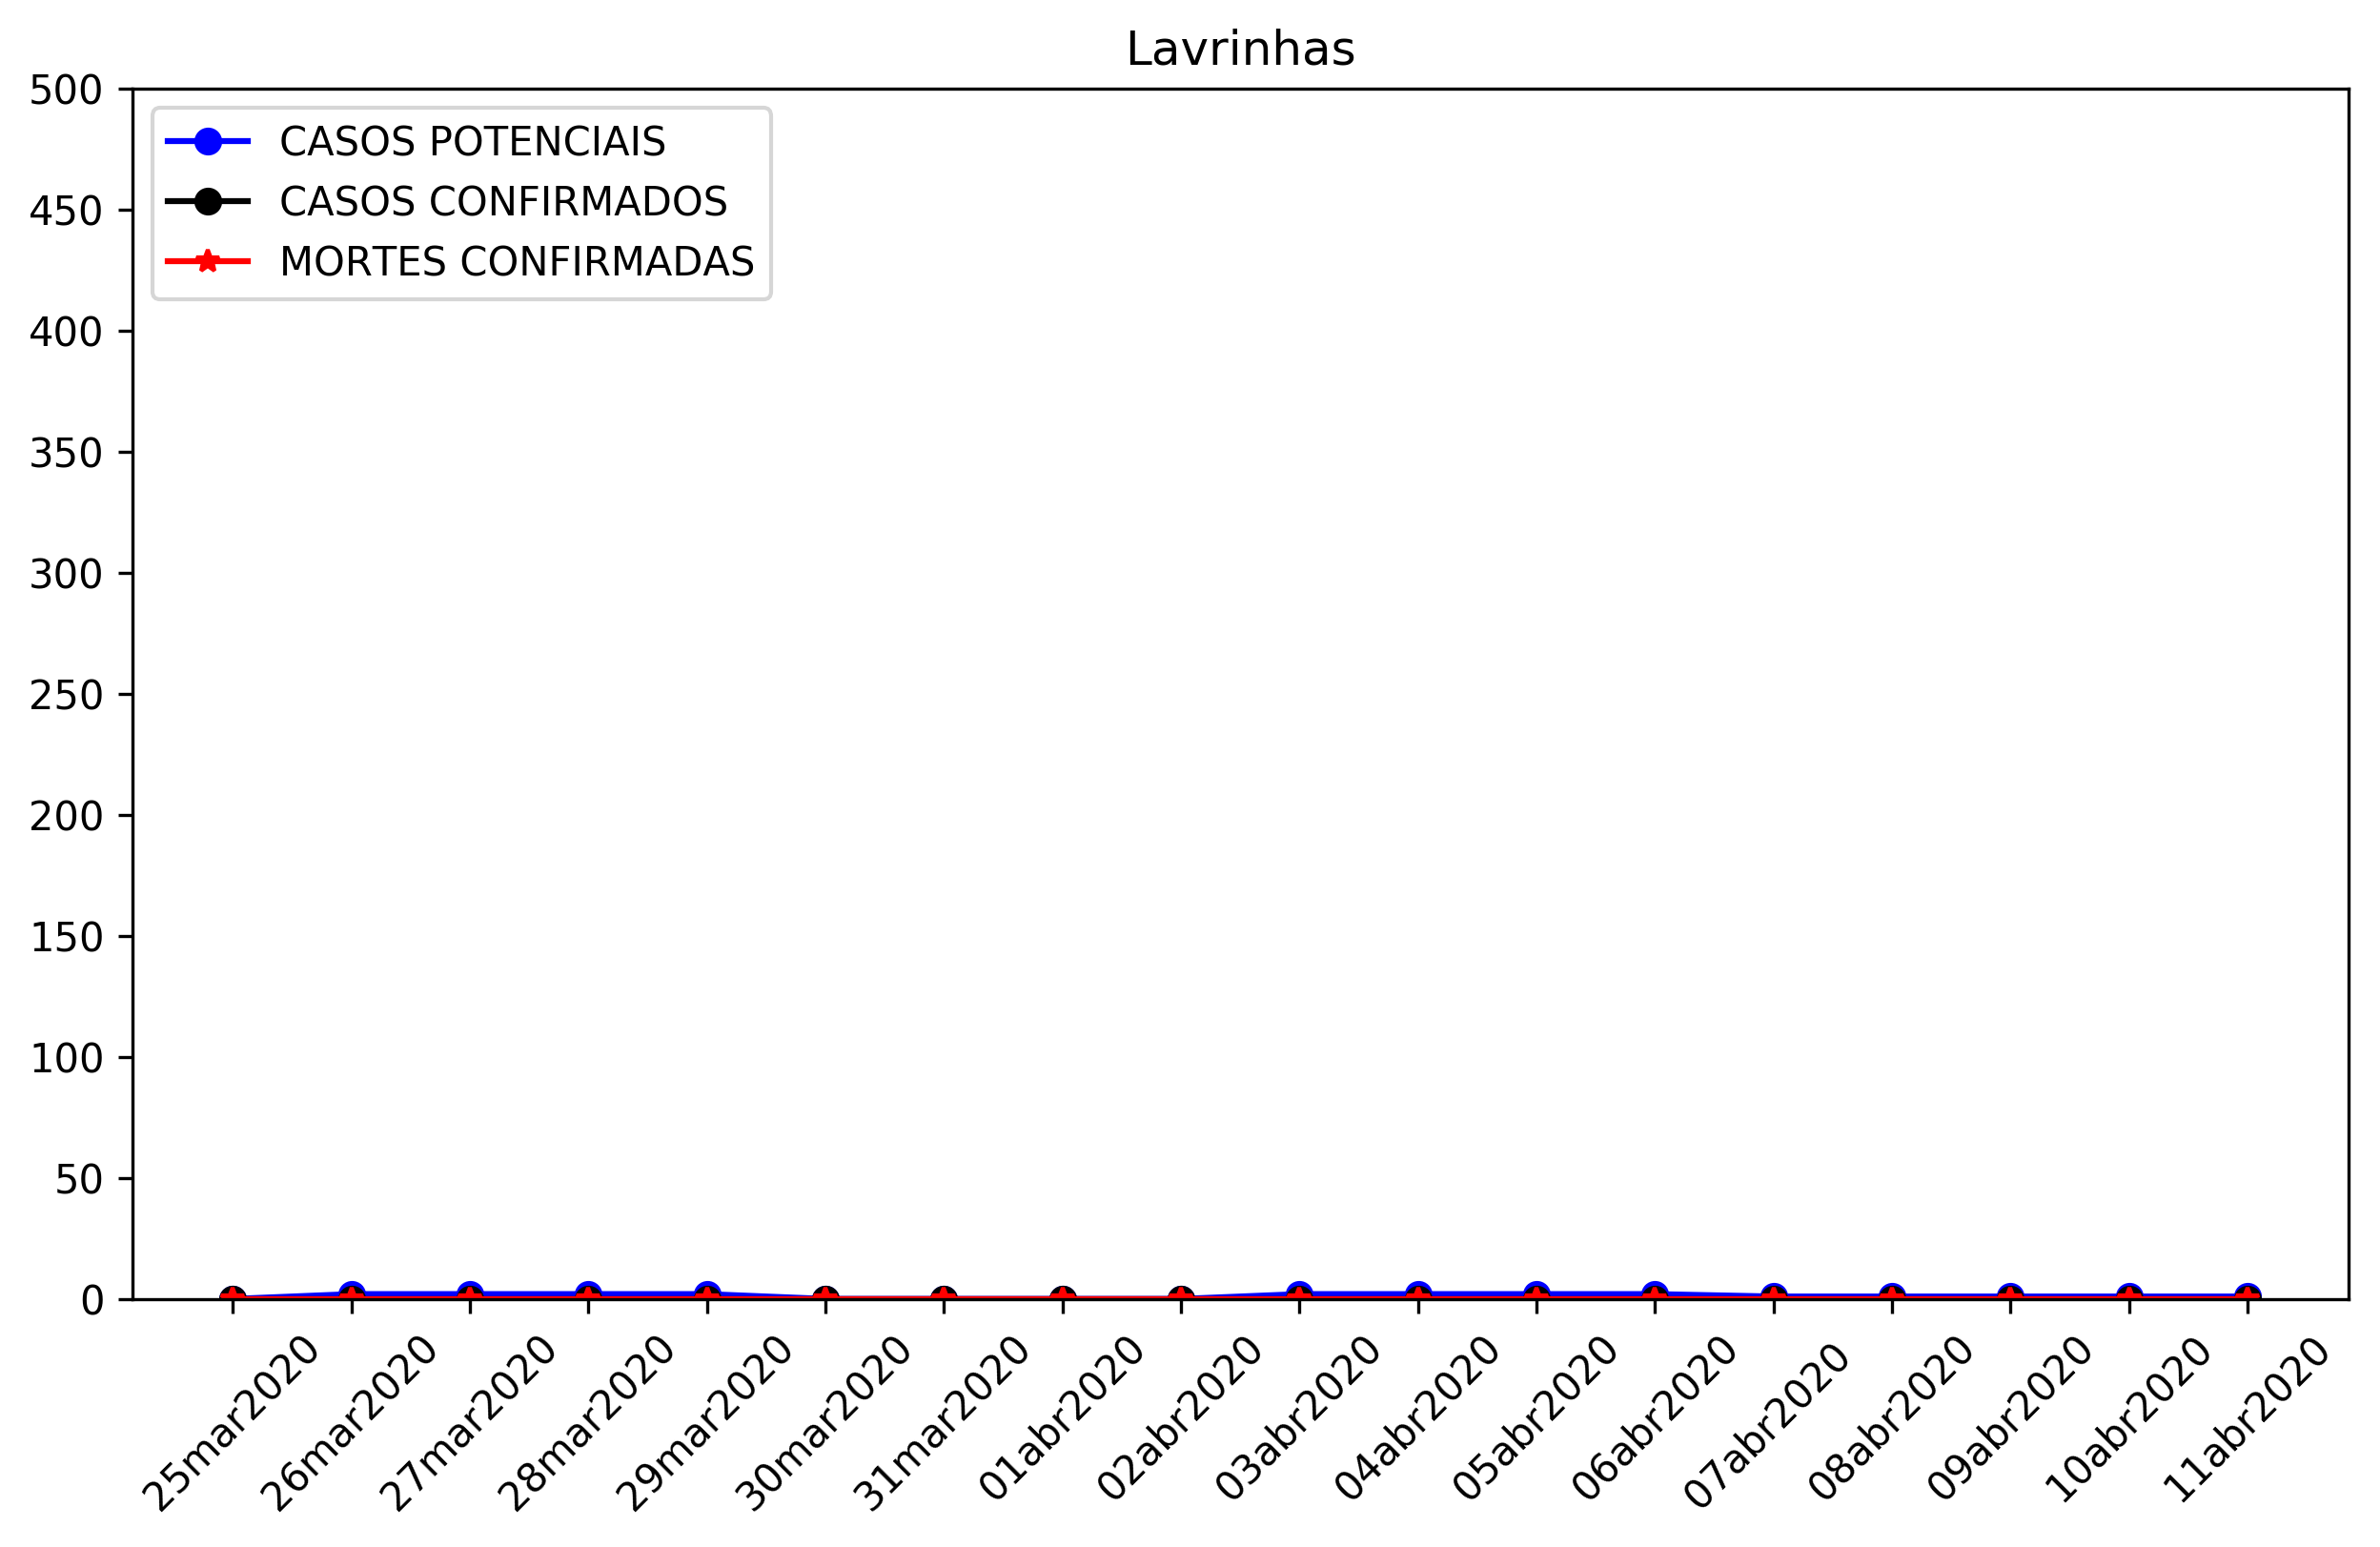 Lavrinhas
500
450
400
350
300
250
200
150
100
50
0
CASOS POTENCIAIS
CASOS CONFIRMADOS
MORTES CONFIRMADAS
25mar2020
26mar2020
27mar2020
28mar2020
29mar2020
30mar2020
31mar2020
01abr2020
02abr2020
03abr2020
04abr2020
05abr2020
06abr2020
07abr2020
08abr2020
09abr2020
10abr2020
11abr2020